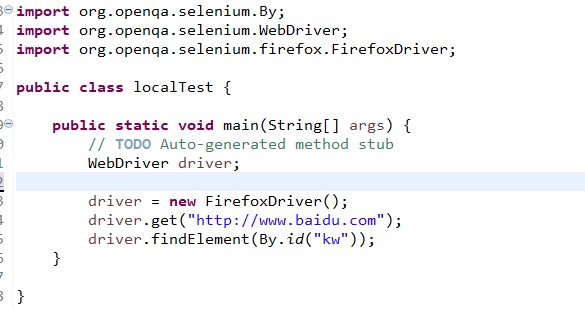 import org.openqa.selenium.By;
import org.openqa.selenium.WebDriver;
import org.openqa.selenium.firefox.FirefoxDriver;
public class localTest {
public static void main(String[] args) {
// TODO Auto-generated method stub
WebDriver driver;
driver = new FirefoxDriver();
driver.get("http://www.baidu.com");
driver.findElement(By.id("kw"));
}
}